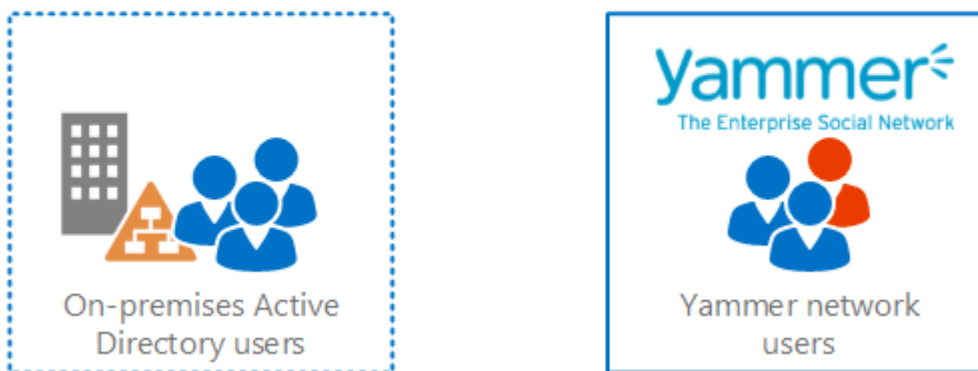 yammer
The Enterprise Social Network
On-premises Active
Directory users
Yammer network
users